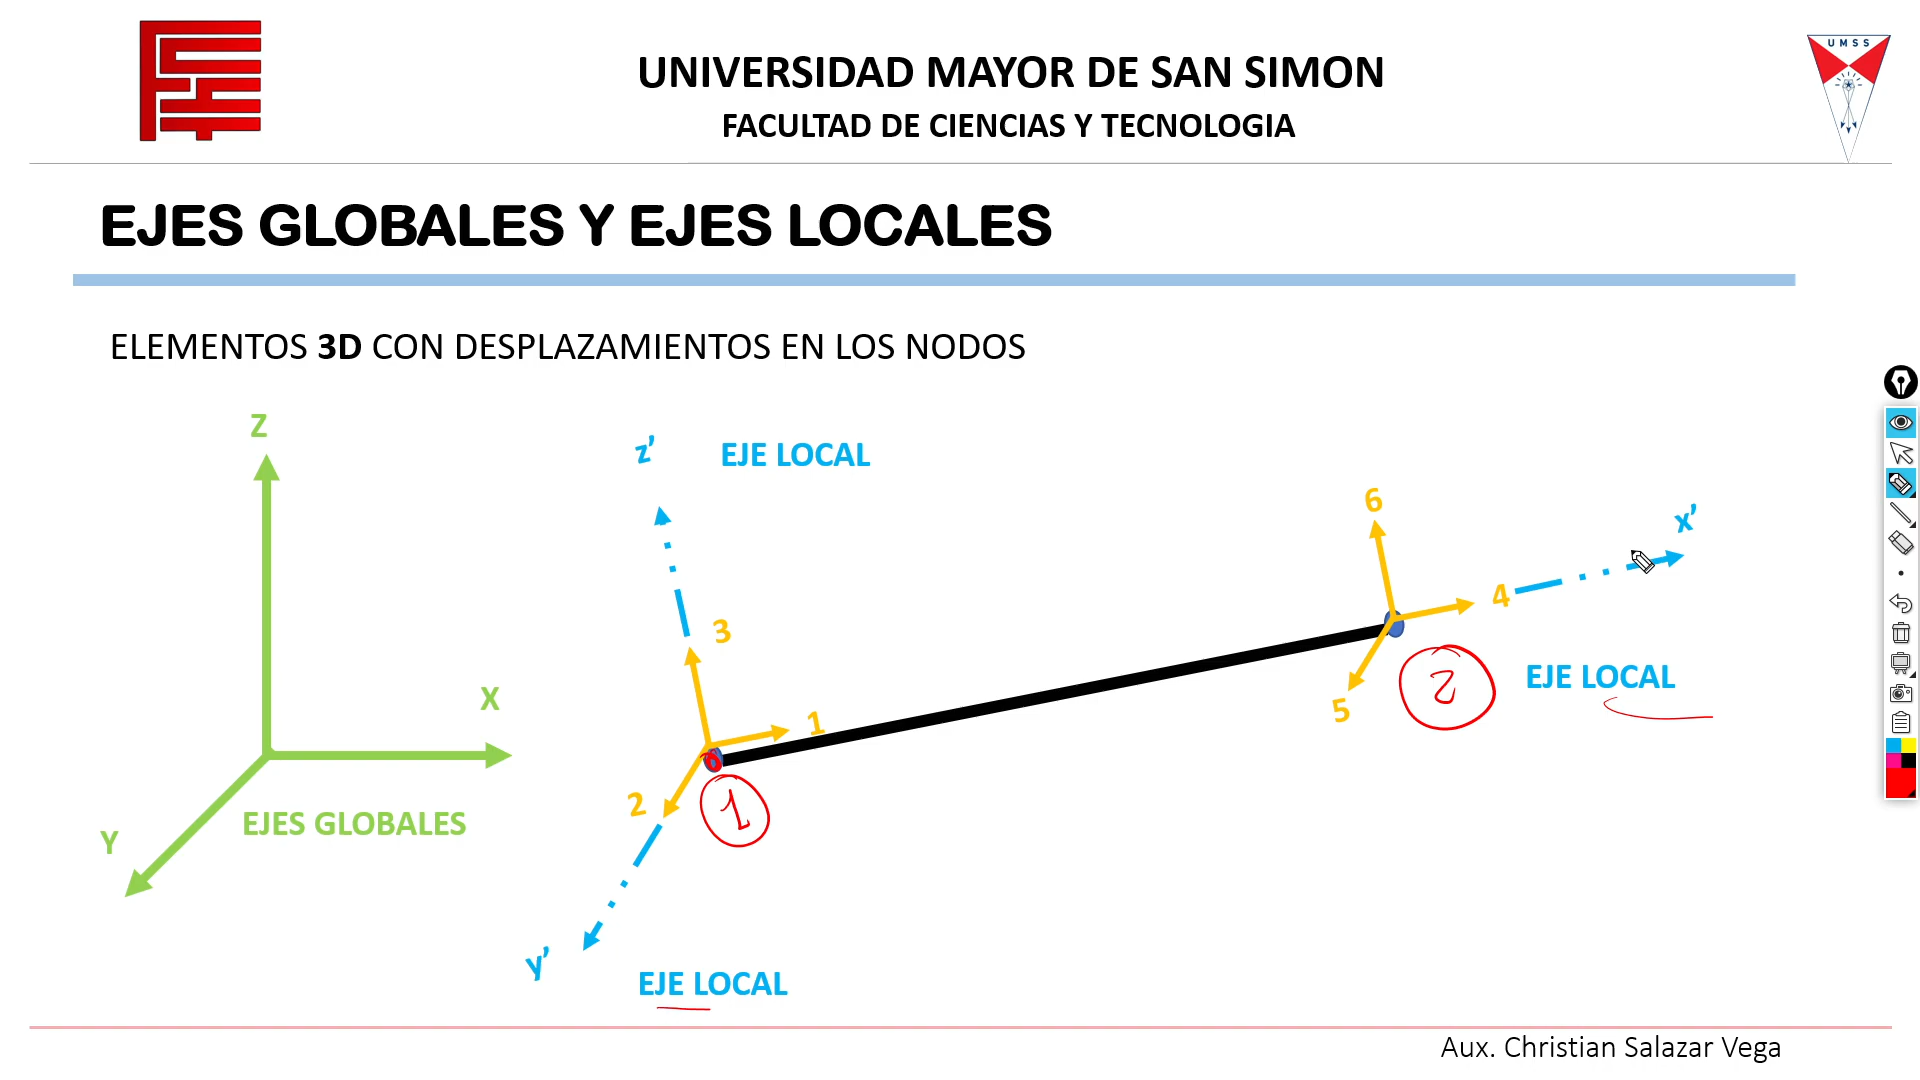 UNIVERSIDAD MAYOR DE SAN SIMON
FACULTAD DE CIENCIAS Y TECNOLOGIA
UMSS
EJES GLOBALES Y EJES LOCALES
ELEMENTOS 3D CON DESPLAZAMIENTOS EN LOS NODOS
Z
X
Y
EJES GLOBALES
z’
EJE LOCAL
3
1
2
1
y’
EJE LOCAL
6
4
5
2
x’
EJE LOCAL
Aux. Christian Salazar Vega